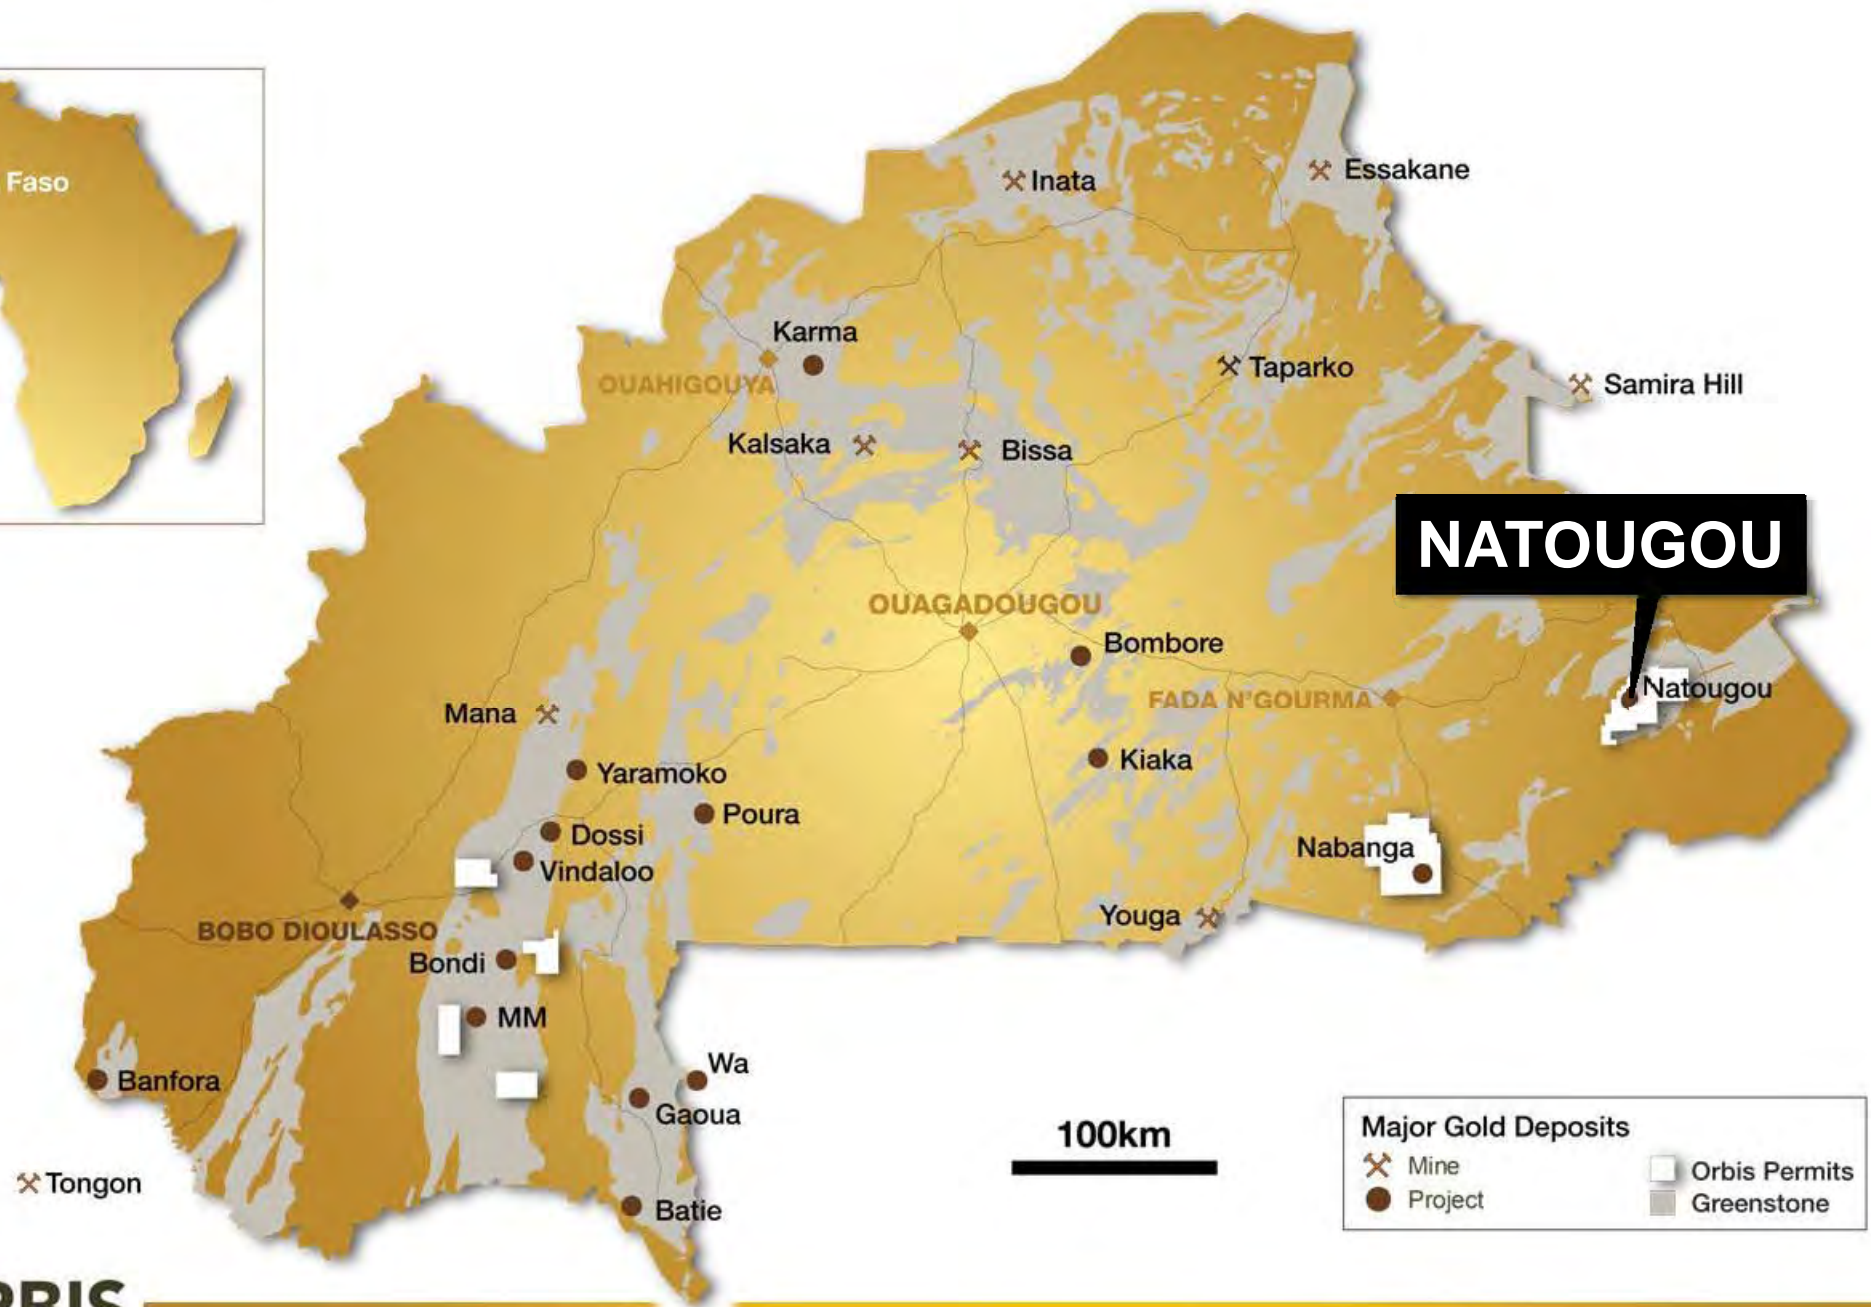 Faso
Inata
Essakane
Karma
OUAHIGOUYA
Taparko
Samira Hill
Kalsaka
Bissa
NATOUGOU
OUAGADOUGOU
Bombore
FADA N'GOURMA
Natougou
Mana
Kiaka
Yaramoko
Poura
Dossi
Vindaloo
Nabanga
Youga
BOBO DIOULASSO
Bondi
MM
Wa
Banfora
Gaoua
Tongon
Batie
100km
Major Gold Deposits
Mine
Project
Orbis Permits
Greenstone